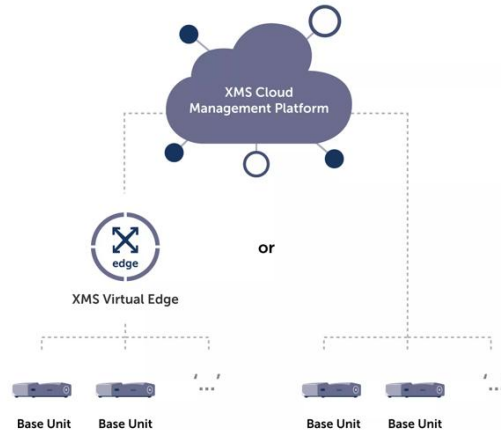 XMS Cloud
Management Platform
edge
or
XMS Virtual Edge
'...'
'...
Base Unit
Base Unit
Base Unit
Base Unit